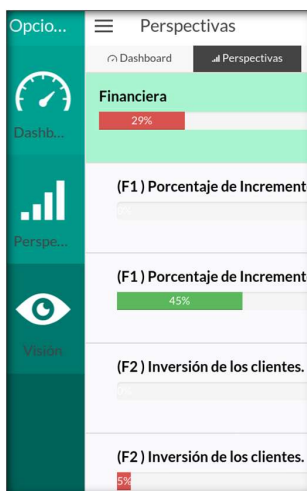 Opcio...
Perspectivas
Dashboard
Perspectivas
Dashb...
Perspe...
Visión
Financiera
29%
(F1 ) Porcentaje de Increment
(F1 ) Porcentaje de Increment
45%
(F2 ) Inversión de los clientes.
(F2 ) Inversión de los clientes.
5%